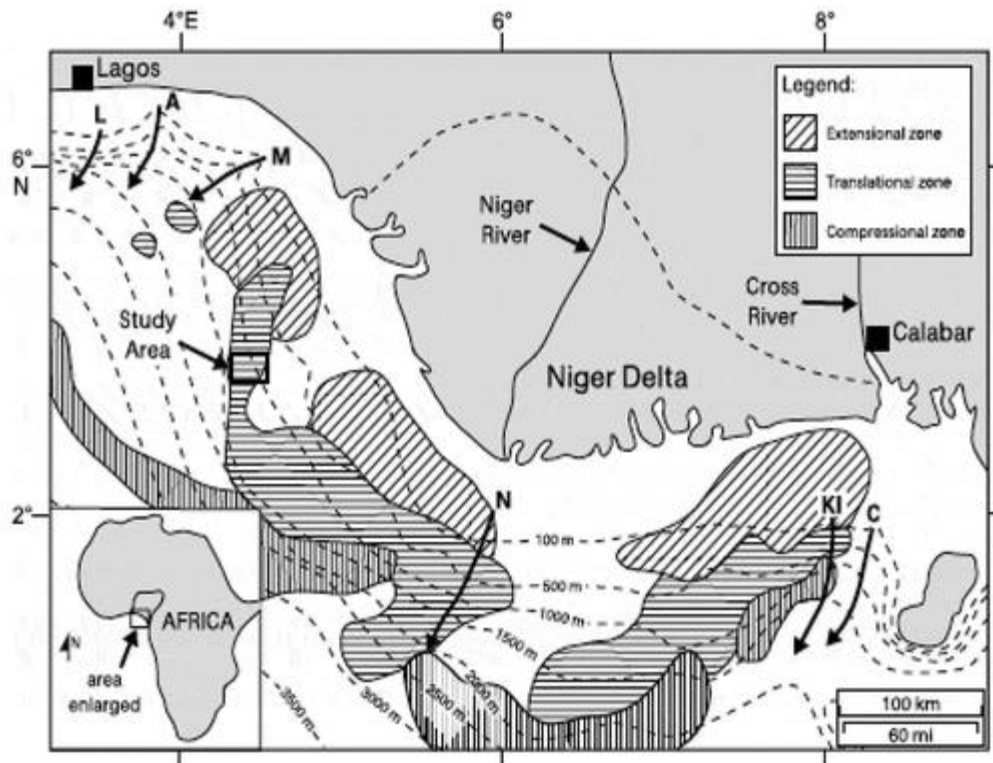 4°E
6°
8°
Lagos
L
A
M
6°
N
Legend:
Extensional zone
Translational zone
Compressional zone
Niger
River
Cross
River
Calabar
Study
Area
Niger Delta
2°
N
KI
C
100 m
500 m
1000 m
1500 m
2000 m
2500 m
3000 m
3500 m
AFRICA
N
area
enlarged
100 km
60 mi